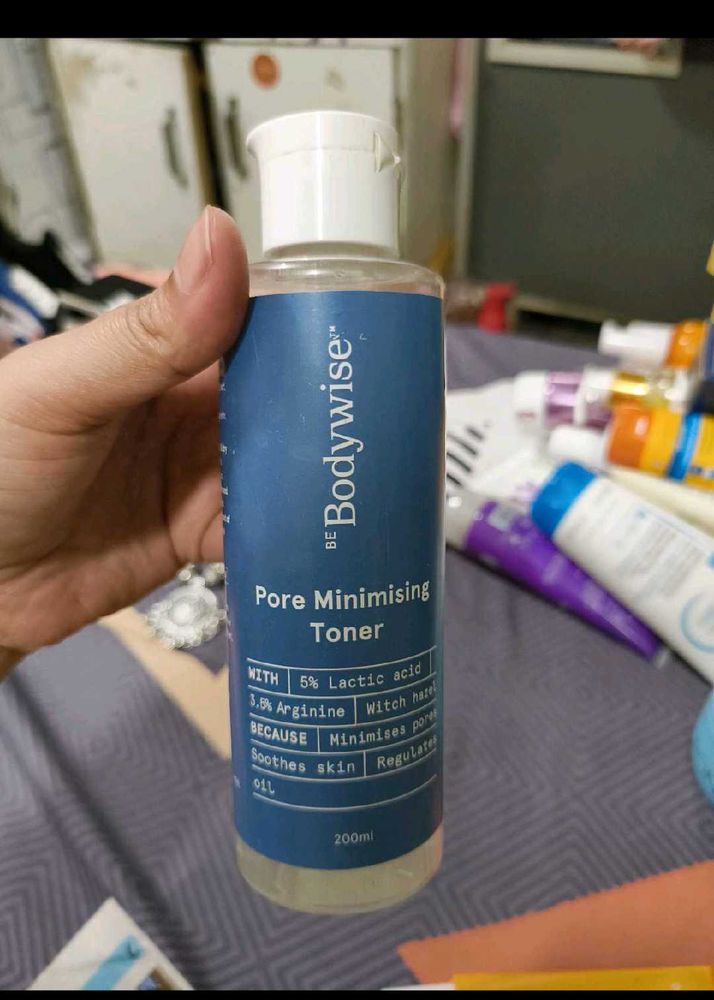 BE Bodywise™
Pore Minimising
Toner
WITH 5% Lactic acid
3.6% Arginine Witch hazel
BECAUSE Minimises pores
Soothes skin Regulates
oil
200ml